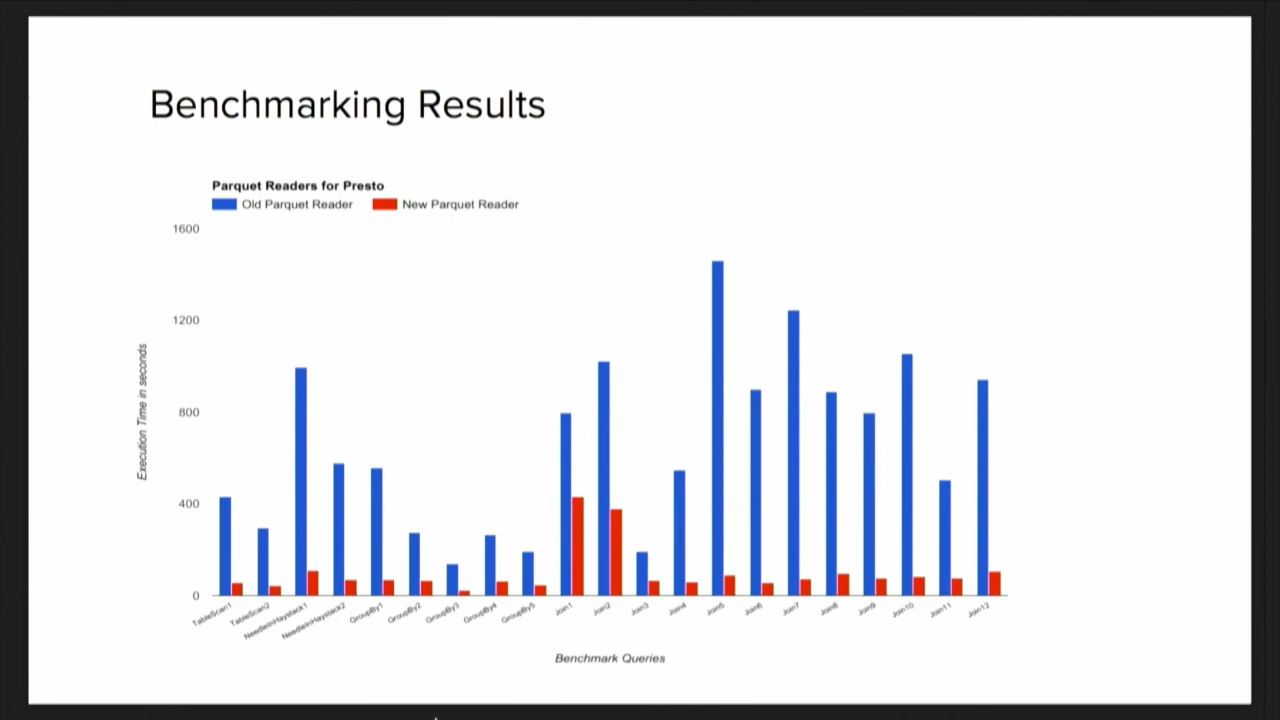 Benchmarking Results
Parquet Readers for Presto
Old Parquet Reader New Parquet Reader
1600
1200
800
400
0
Execution Time in seconds
TableScan1 TableScan2 NeedleInHaystack1 NeedleInHaystack2 GroupBy1 GroupBy2 GroupBy3 GroupBy4 GroupBy5 Join1 Join2 Join3 Join4 Join5 Join6 Join7 Join8 Join9 Join10 Join11 Join12
Benchmark Queries